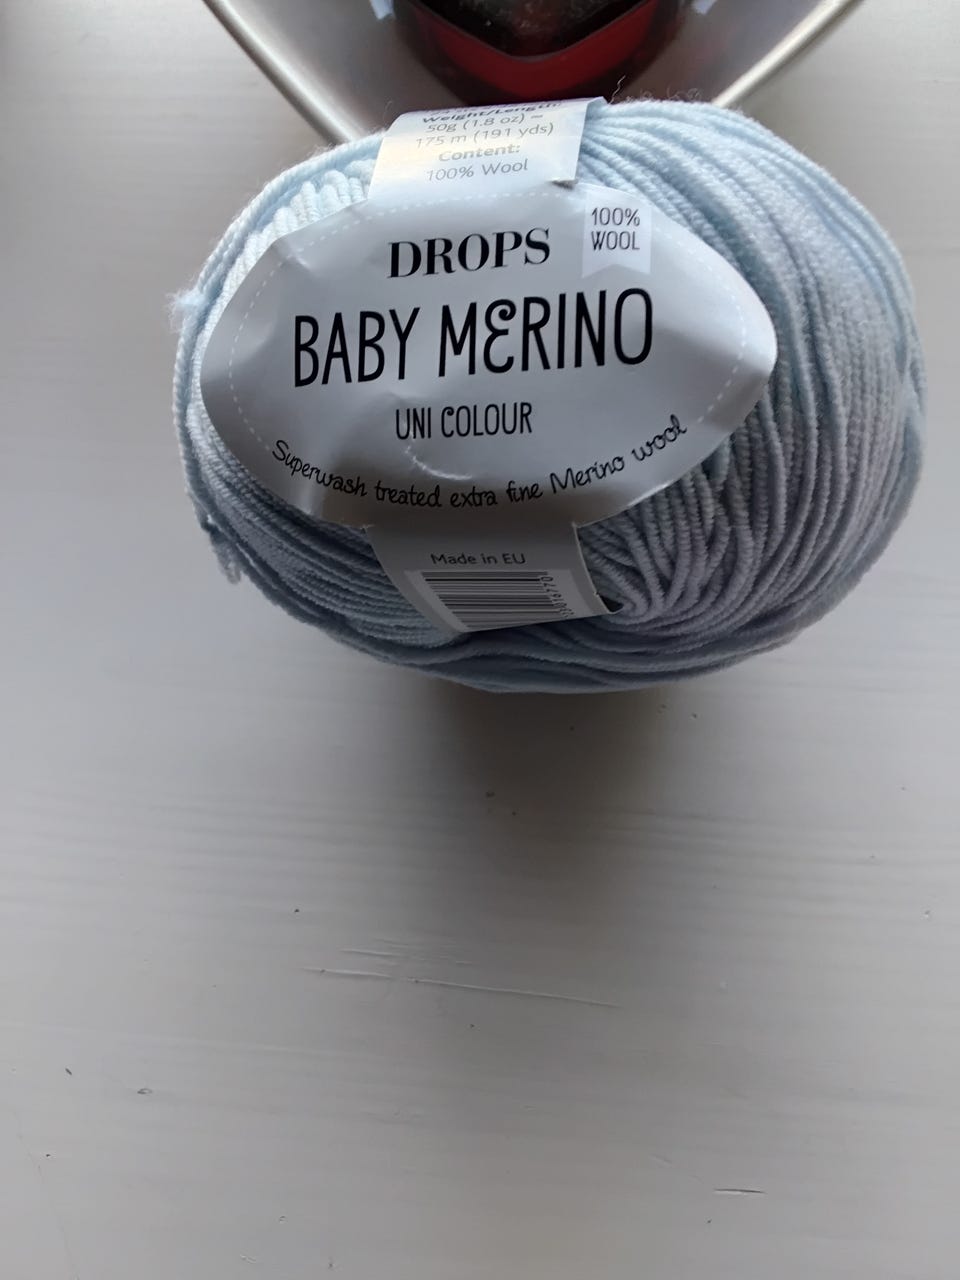 Weight/Length:
50g (1.8 oz) ~
175 m (191 yds)
Content:
100% Wool
100%
WOOL
DROPS
BABY MERINO
UNI COLOUR
Superwash treated extra fine Merino wool
Made in EU